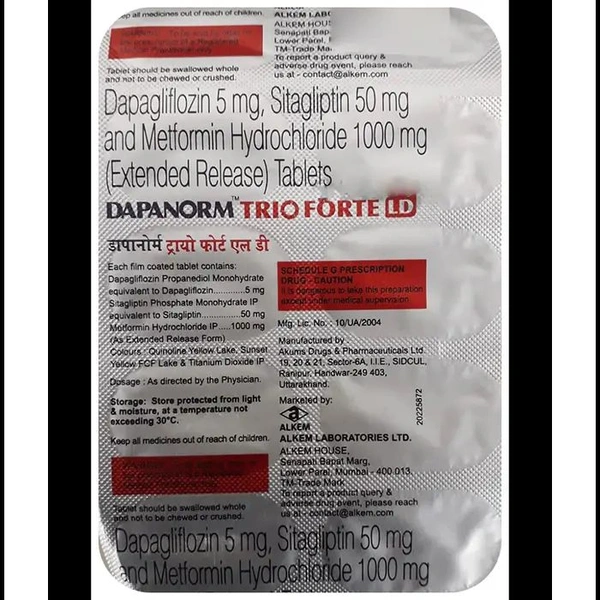 Keep all medicines out of reach of children.
Tablet should be swallowed whole
and not to be chewed or crushed.
ALKEM
Senapati
Lower Parel,
TM-Trade
To report a product query &
adverse drug event, please reach
us at - contact@alkem.com
Dapagliflozin 5 mg, Sitagliptin 50 mg
and Metformin Hydrochloride 1000 mg
(Extended Release) Tablets
DAPANORM™ TRIO FORTE LD
डापानोर्म ट्रायो फोर्ट एल डी
Each film coated tablet contains:
Dapagliflozin Propanediol Monohydrate
equivalent to Dapagliflozin..............5 mg
Sitagliptin Phosphate Monohydrate IP
equivalent to Sitagliptin................50 mg
Metformin Hydrochloride IP.....1000 mg
(As Extended Release Form)
Colours : Quinoline Yellow Lake, Sunset
Yellow FCF Lake & Titanium Dioxide IP
Dosage : As directed by the Physician.
Storage: Store protected from light
& moisture, at a temperature not
exceeding 30°C.
Keep all medicines out of reach of children.
Tablet should be swallowed whole
and not to be chewed or crushed.
SCHEDULE G PRESCRIPTION
DRUG - CAUTION
It is dangerous to take this preparation
except under medical supervision.
Mfg. Lic. No. : 10/UA/2004
Manufactured by
Akums Drugs & Pharmaceuticals Ltd.
19, 20 & 21, Sector-6A, I.I.E., SIDCUL,
Ranipur, Haridwar-249 403,
Uttarakhand.
Marketed by:
ALKEM
ALKEM LABORATORIES LTD.
ALKEM HOUSE,
Senapati Bapat Marg,
Lower Parel, Mumbai - 400 013.
TM-Trade Mark
To report a product query &
adverse drug event, please reach
us at - contact@alkem.com
20225872
Dapagliflozin 5 mg, Sitagliptin 50 mg
and Metformin Hydrochloride 1000 mg